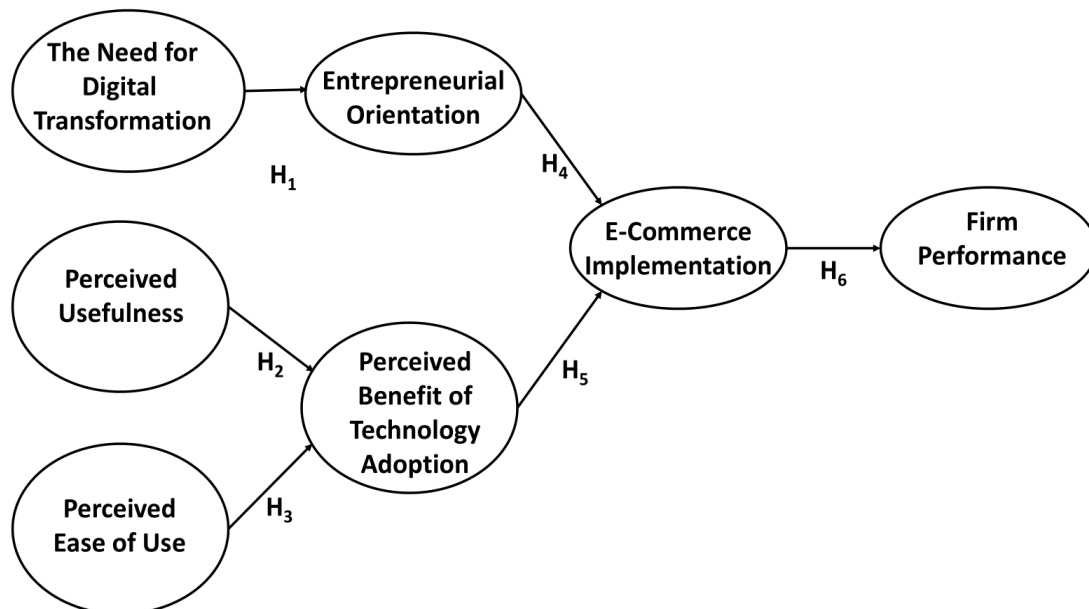 The Need for
Digital
Transformation
Entrepreneurial
Orientation
H₁
H₄
E-Commerce
Implementation
H₆
Firm
Performance
Perceived
Usefulness
H₂
Perceived
Benefit of
Technology
Adoption
H₅
Perceived
Ease of Use
H₃